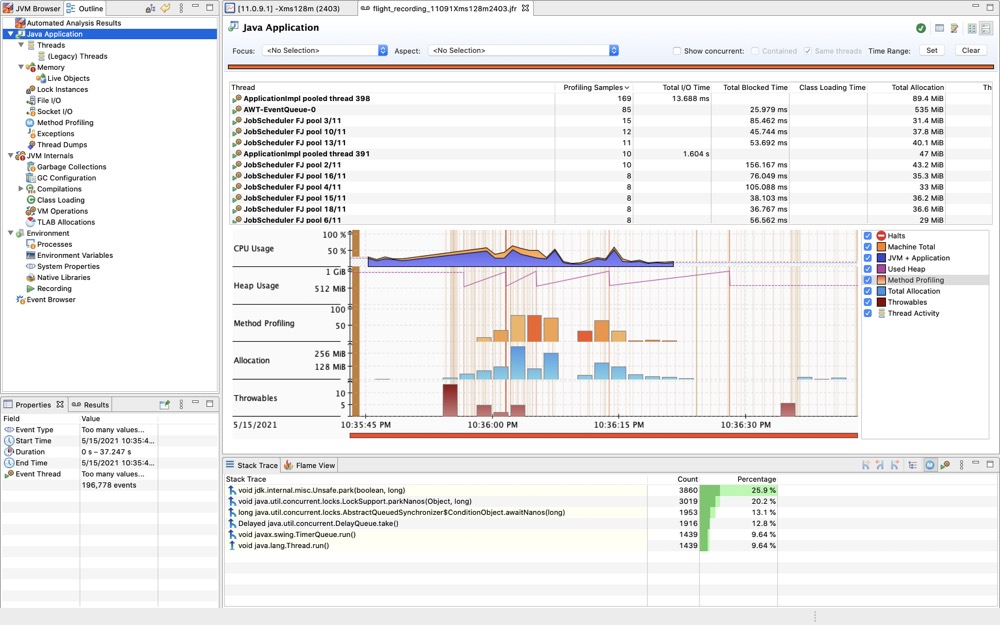 JVM Browser Outline
Automated Analysis Results
Java Application
Threads
(Legacy) Threads
Memory
Live Objects
Lock Instances
File I/O
Socket I/O
Method Profiling
Exceptions
Thread Dumps
JVM Internals
Garbage Collections
GC Configuration
Compilations
Class Loading
VM Operations
TLAB Allocations
Environment
Processes
Environment Variables
System Properties
Native Libraries
Recording
Event Browser
Properties Results
Field Value
Event Type Too many values...
Start Time 5/15/2021 10:35:4...
Duration 0 s – 37.247 s
End Time 5/15/2021 10:35:4...
Event Thread Too many values...
196,778 events
[11.0.9.1] -Xms128m (2403) flight_recording_11091Xms128m2403.jfr
Java Application
Focus: <No Selection> Aspect: <No Selection> Show concurrent: Contained Same threads Time Range: Set Clear
Thread Profiling Samples Total I/O Time Total Blocked Time Class Loading Time Total Allocation Th
ApplicationImpl pooled thread 398 169 13.688 ms 89.4 MiB
AWT-EventQueue-0 85 25.979 ms 535 MiB
JobScheduler FJ pool 3/11 15 85.462 ms 31.4 MiB
JobScheduler FJ pool 10/11 12 45.744 ms 37.8 MiB
JobScheduler FJ pool 13/11 11 53.692 ms 40.1 MiB
ApplicationImpl pooled thread 391 10 1.604 s 47 MiB
JobScheduler FJ pool 2/11 10 156.167 ms 43.2 MiB
JobScheduler FJ pool 16/11 8 76.049 ms 35.3 MiB
JobScheduler FJ pool 4/11 8 105.088 ms 33 MiB
JobScheduler FJ pool 15/11 8 38.103 ms 36.2 MiB
JobScheduler FJ pool 18/11 8 36.767 ms 36.6 MiB
JobScheduler FJ pool 6/11 8 56.562 ms 29 MiB
CPU Usage 100 % 50 %
Heap Usage 1 GiB 512 MiB
Method Profiling 100 50
Allocation 256 MiB 128 MiB
Throwables 10 5
5/15/2021 10:35:45 PM 10:36:00 PM 10:36:15 PM 10:36:30 PM
Halts
Machine Total
JVM + Application
Used Heap
Method Profiling
Total Allocation
Throwables
Thread Activity
Stack Trace Flame View
Stack Trace Count Percentage
void jdk.internal.misc.Unsafe.park(boolean, long) 3860 25.9 %
void java.util.concurrent.locks.LockSupport.parkNanos(Object, long) 3019 20.2 %
long java.util.concurrent.locks.AbstractQueuedSynchronizer$ConditionObject.awaitNanos(long) 1953 13.1 %
Delayed java.util.concurrent.DelayQueue.take() 1916 12.8 %
void javax.swing.TimerQueue.run() 1439 9.64 %
void java.lang.Thread.run() 1439 9.64 %